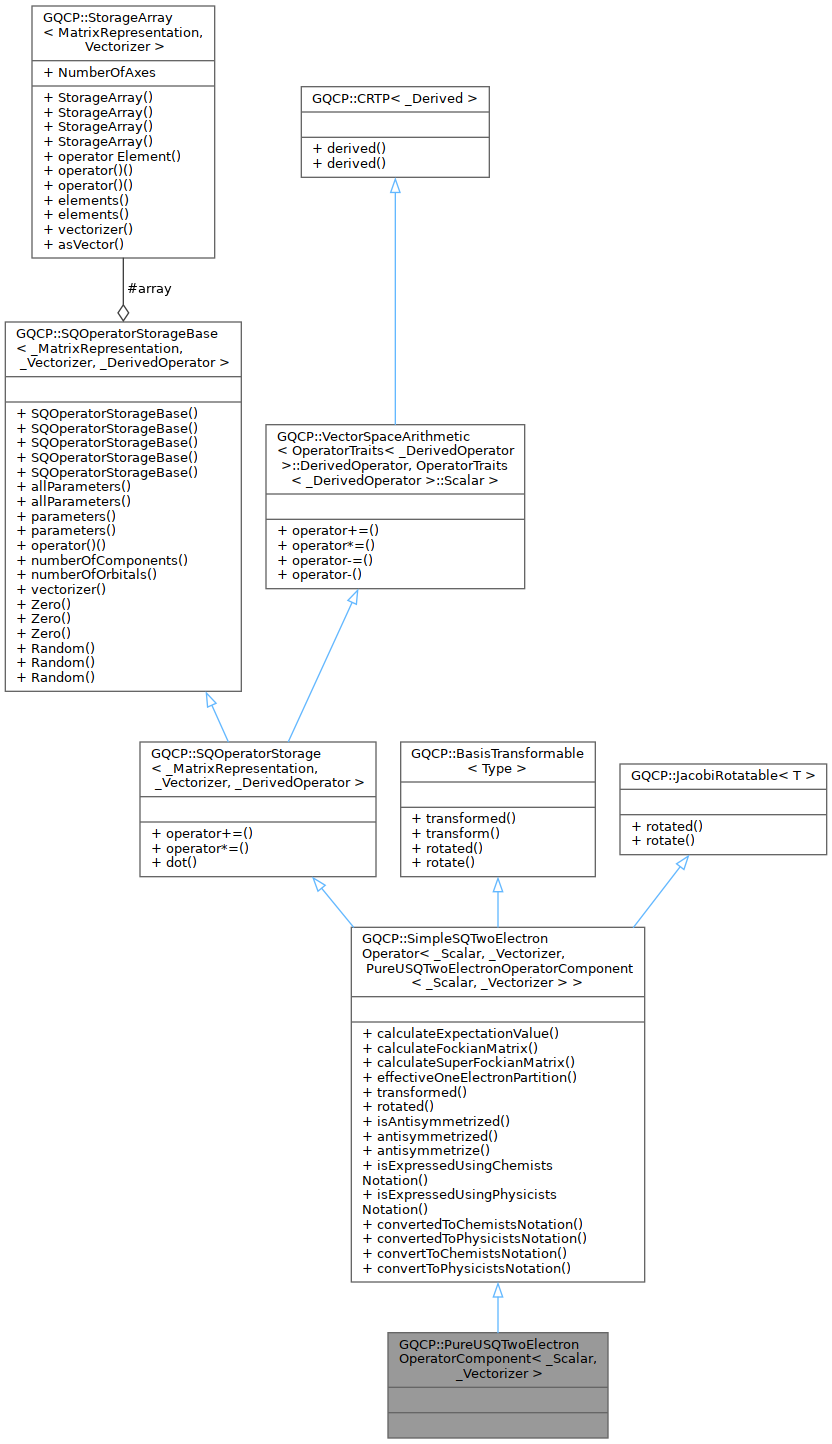 GQCP::StorageArray
< MatrixRepresentation,
Vectorizer >
+ NumberOfAxes
+ StorageArray()
+ StorageArray()
+ StorageArray()
+ StorageArray()
+ operator Element()
+ operator()()
+ operator()()
+ elements()
+ elements()
+ vectorizer()
+ asVector()
GQCP::CRTP< _Derived >
+ derived()
+ derived()
#array
GQCP::SQOperatorStorageBase
< _MatrixRepresentation,
_Vectorizer, _DerivedOperator >
+ SQOperatorStorageBase()
+ SQOperatorStorageBase()
+ SQOperatorStorageBase()
+ SQOperatorStorageBase()
+ SQOperatorStorageBase()
+ allParameters()
+ allParameters()
+ parameters()
+ parameters()
+ operator()()
+ numberOfComponents()
+ numberOfOrbitals()
+ vectorizer()
+ Zero()
+ Zero()
+ Zero()
+ Random()
+ Random()
+ Random()
GQCP::VectorSpaceArithmetic
< OperatorTraits< _DerivedOperator
>::DerivedOperator, OperatorTraits
< _DerivedOperator >::Scalar >
+ operator+=()
+ operator*=()
+ operator-=()
+ operator-()
GQCP::SQOperatorStorage
< _MatrixRepresentation,
_Vectorizer, _DerivedOperator >
+ operator+=()
+ operator*=()
+ dot()
GQCP::BasisTransformable
< Type >
+ transformed()
+ transform()
+ rotated()
+ rotate()
GQCP::JacobiRotatable< T >
+ rotated()
+ rotate()
GQCP::SimpleSQTwoElectron
Operator< _Scalar, _Vectorizer,
PureUSQTwoElectronOperatorComponent
< _Scalar, _Vectorizer > >
+ calculateExpectationValue()
+ calculateFockianMatrix()
+ calculateSuperFockianMatrix()
+ effectiveOneElectronPartition()
+ transformed()
+ rotated()
+ isAntisymmetrized()
+ antisymmetrized()
+ antisymmetrize()
+ isExpressedUsingChemists
Notation()
+ isExpressedUsingPhysicists
Notation()
+ convertedToChemistsNotation()
+ convertedToPhysicistsNotation()
+ convertToChemistsNotation()
+ convertToPhysicistsNotation()
GQCP::PureUSQTwoElectron
OperatorComponent< _Scalar,
_Vectorizer >